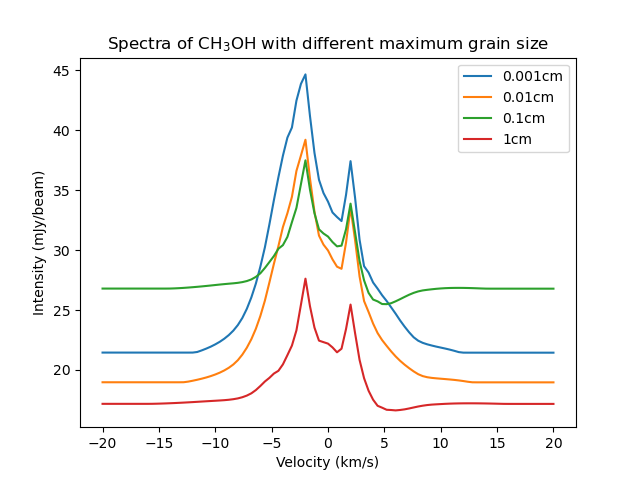 Spectra of CH₃OH with different maximum grain size
45
40
35
30
25
20
Intensity (mJy/beam)
0.001cm
0.01cm
0.1cm
1cm
−20 −15 −10 −5 0 5 10 15 20
Velocity (km/s)